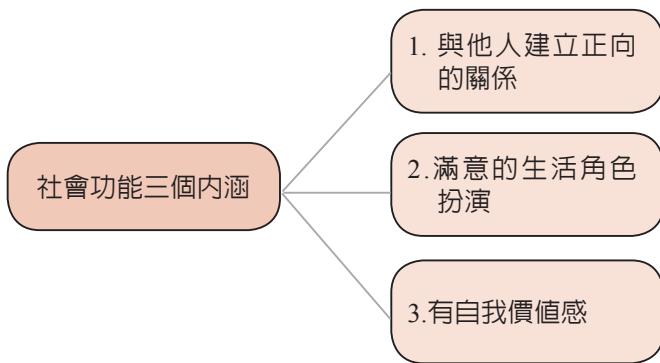 社會功能三個內涵
1. 與他人建立正向
的關係
2.滿意的生活角色
扮演
3.有自我價值感